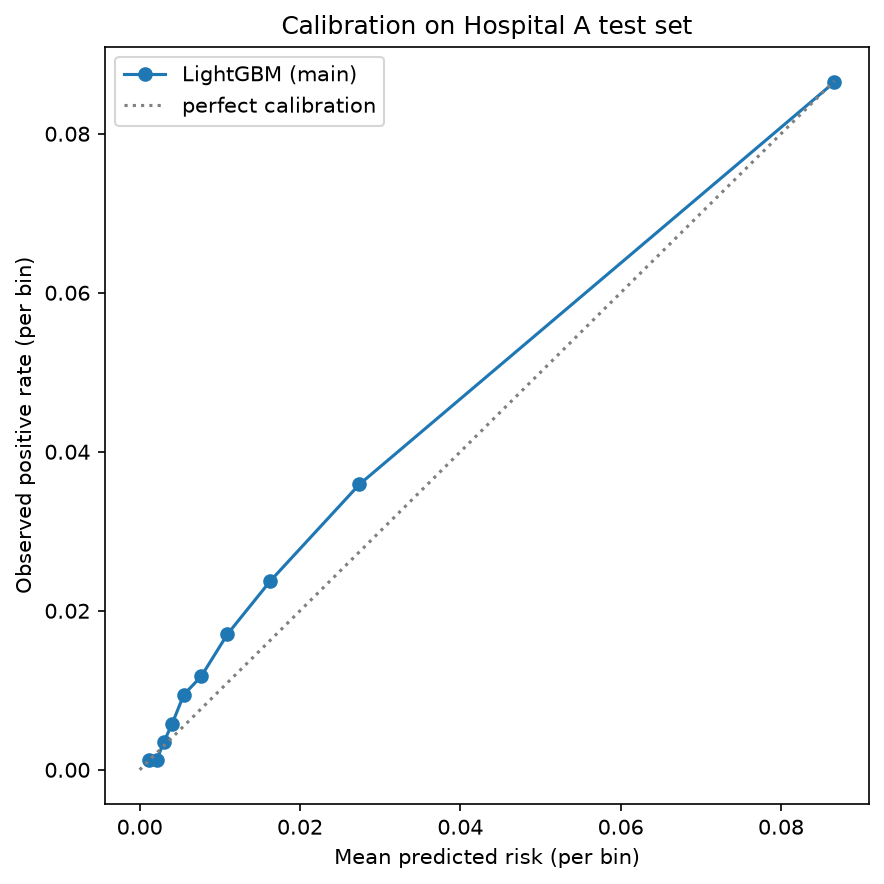 Calibration on Hospital A test set
LightGBM (main)
perfect calibration
Observed positive rate (per bin)
0.08
0.06
0.04
0.02
0.00
0.00 0.02 0.04 0.06 0.08
Mean predicted risk (per bin)